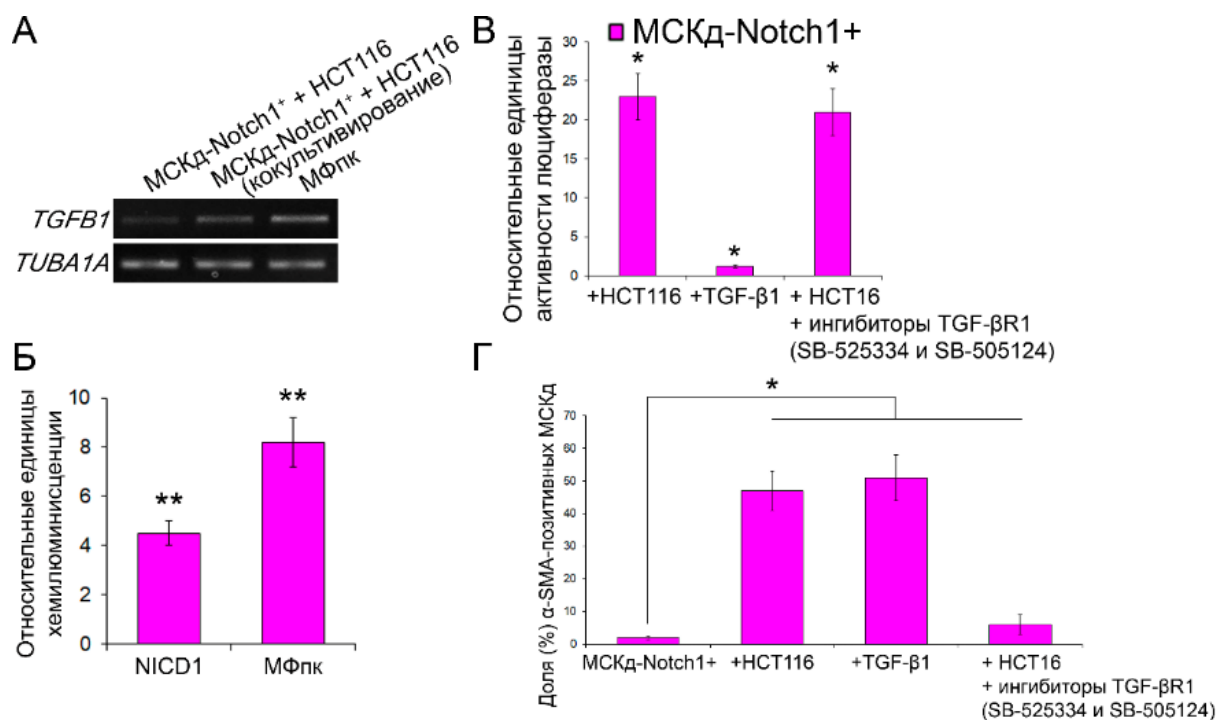 А
МСКд-Notch1⁺ + HCT116
МСКд-Notch1⁺ + HCT116
(кокультивирование)
МФпк
TGFB1
TUBA1A
В
МСКд-Notch1+
Относительные единицы
активности люциферазы
30
25
20
15
10
5
0
*
*
*
+HCT116
+TGF-β1
+ HCT16
+ ингибиторы TGF-βR1
(SB-525334 и SB-505124)
Б
Относительные единицы
хемилюминисценции
10
8
6
4
2
0
**
**
NICD1
МФпк
Г
Доля (%) α-SMA-позитивных МСКд
70
60
50
40
30
20
10
0
*
МСКд-Notch1+
+HCT116
+TGF-β1
+ HCT16
+ ингибиторы TGF-βR1
(SB-525334 и SB-505124)